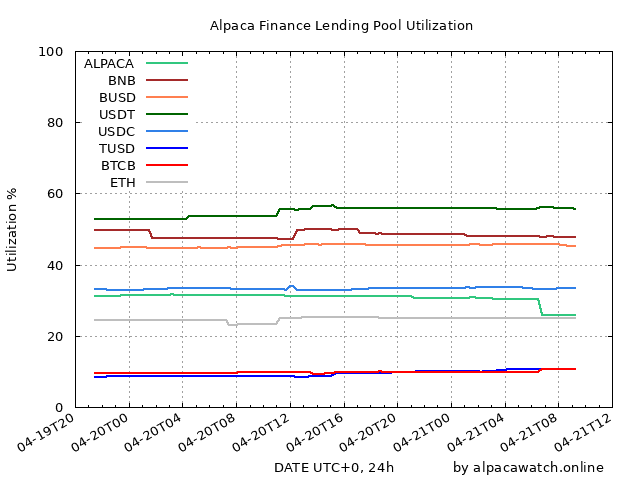 Alpaca Finance Lending Pool Utilization
Utilization %
100
80
60
40
20
0
ALPACA
BNB
BUSD
USDT
USDC
TUSD
BTCB
ETH
04-19T20
04-20T00
04-20T04
04-20T08
04-20T12
04-20T16
04-20T20
04-21T00
04-21T04
04-21T08
04-21T12
DATE UTC+0, 24h
by alpacawatch.online